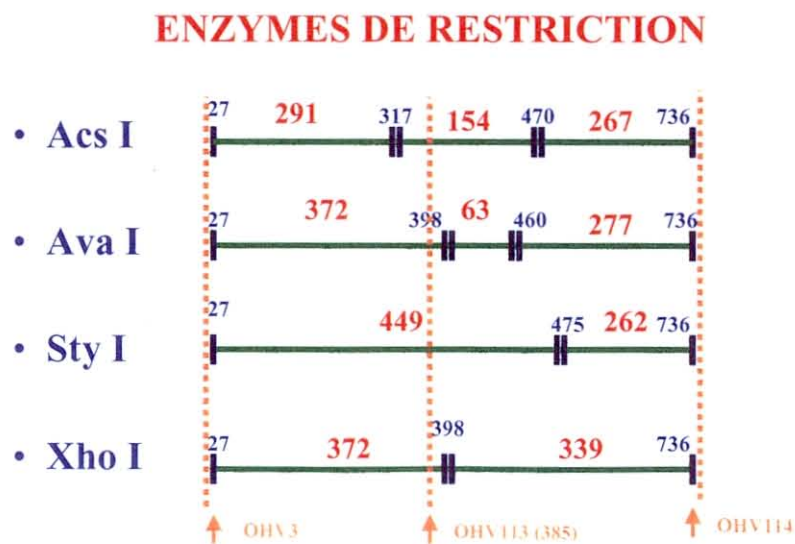 ENZYMES DE RESTRICTION
27 291 317 154 470 267 736
• Acs I
27 372 398 63 460 277 736
• Ava I
27 449 475 262 736
• Sty I
27 372 398 339 736
• Xho I
OHV3 OHV113 (385) OHV114